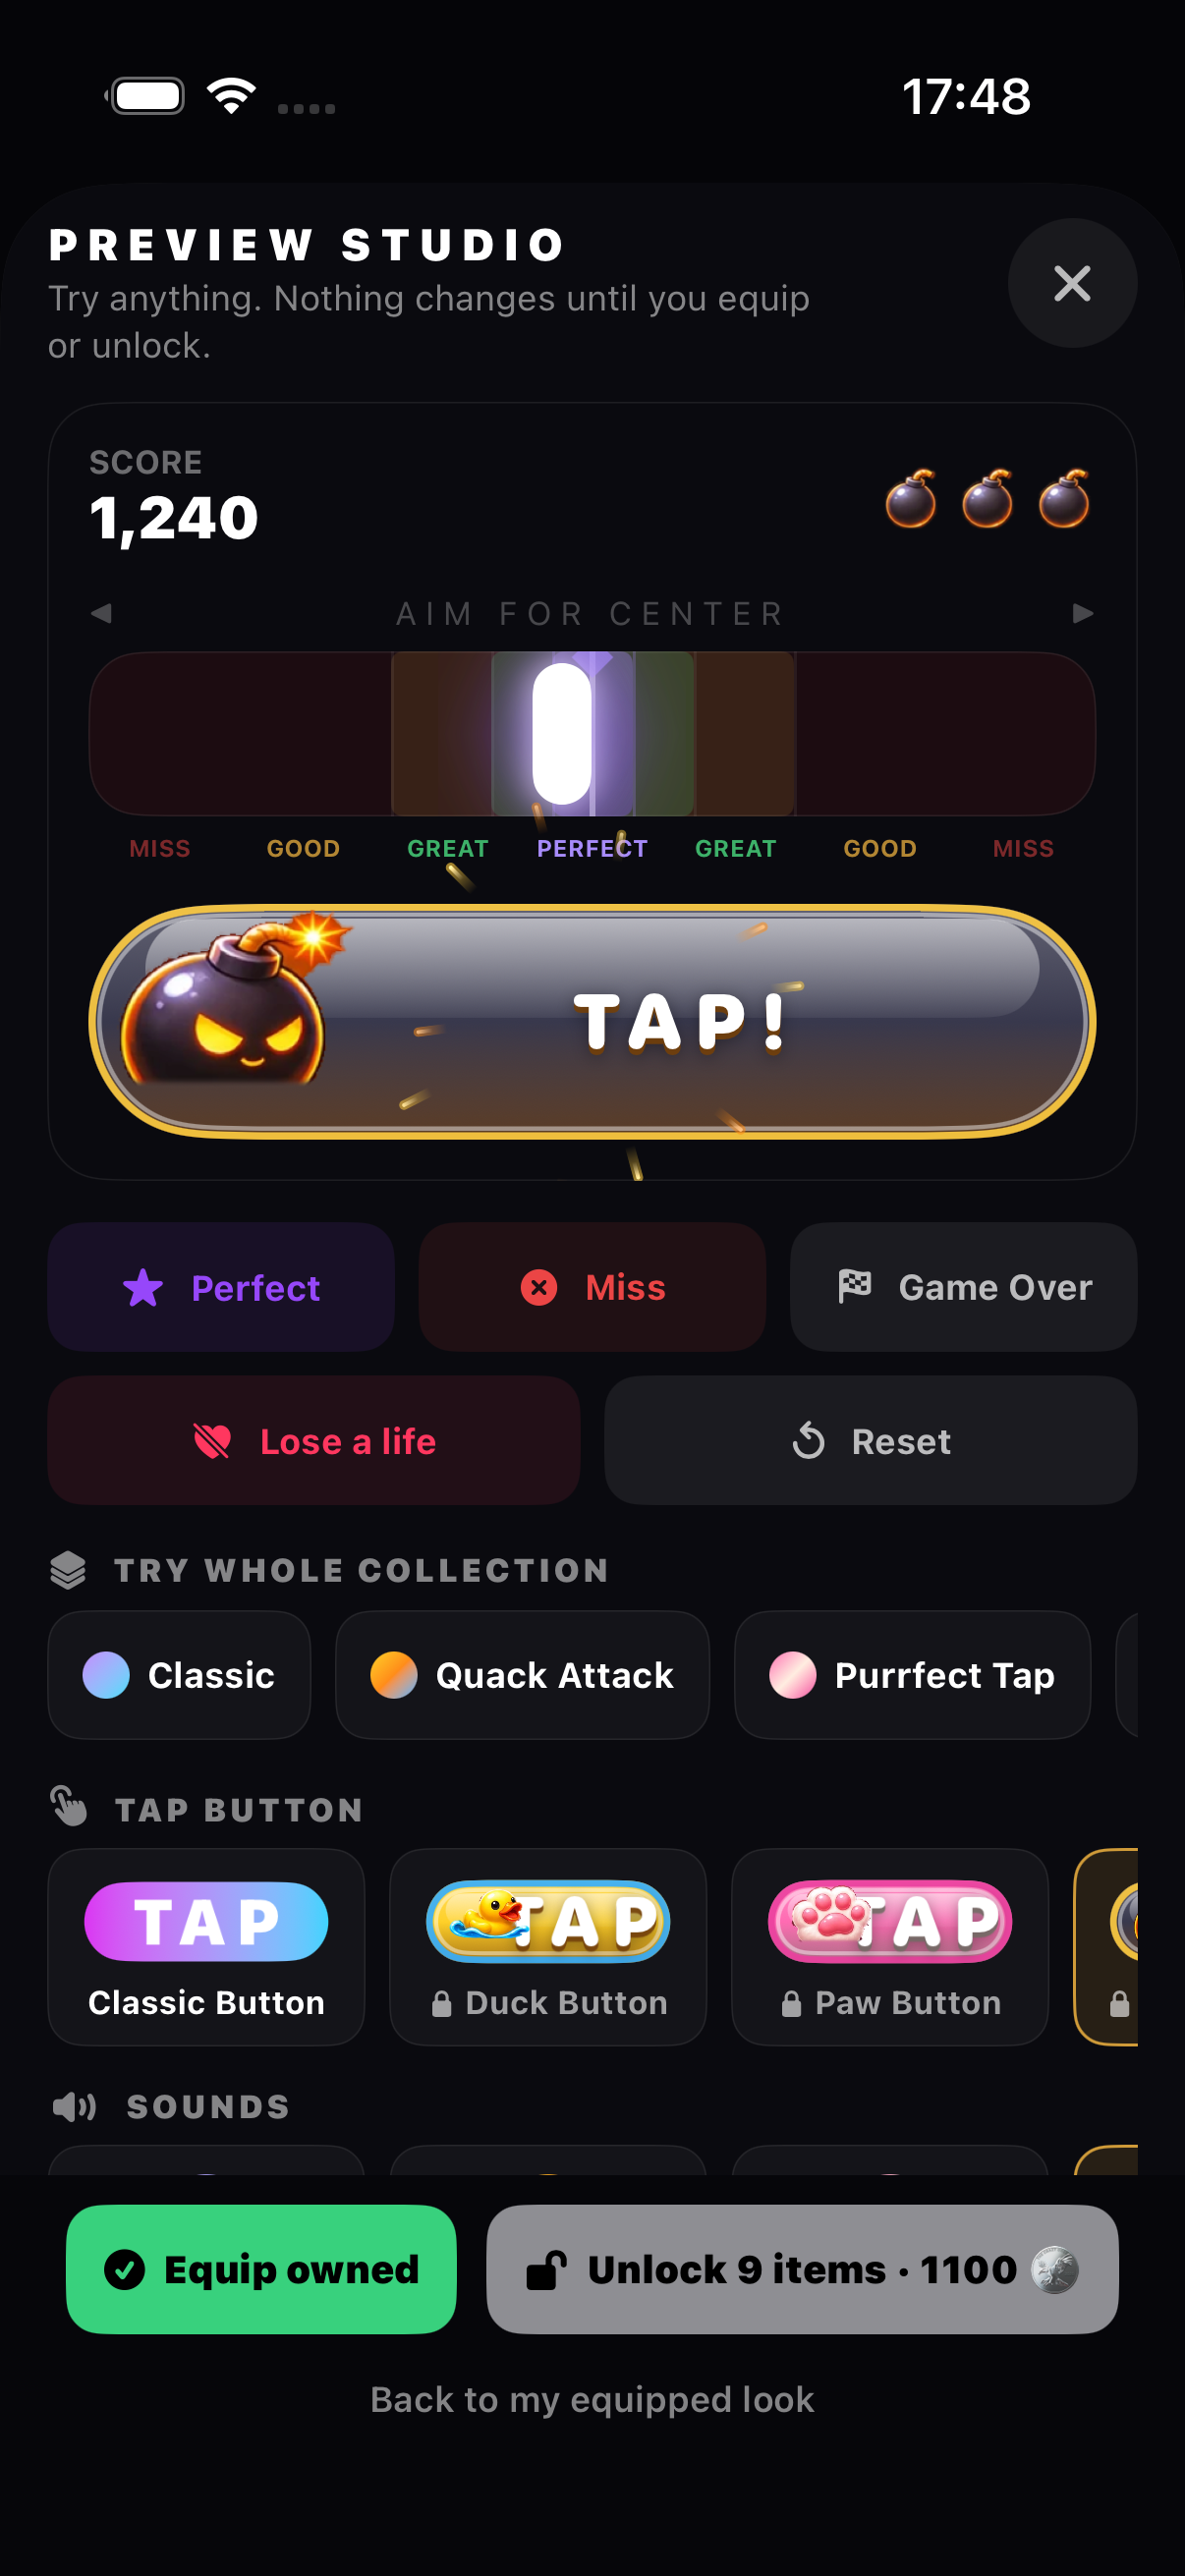 17:48
PREVIEW STUDIO
Try anything. Nothing changes until you equip
or unlock.
SCORE
1,240
AIM FOR CENTER
MISS GOOD GREAT PERFECT GREAT GOOD MISS
TAP!
Perfect Miss Game Over
Lose a life Reset
TRY WHOLE COLLECTION
Classic Quack Attack Purrfect Tap
TAP BUTTON
TAP TAP TAP
Classic Button Duck Button Paw Button
SOUNDS
Equip owned Unlock 9 items · 1100
Back to my equipped look